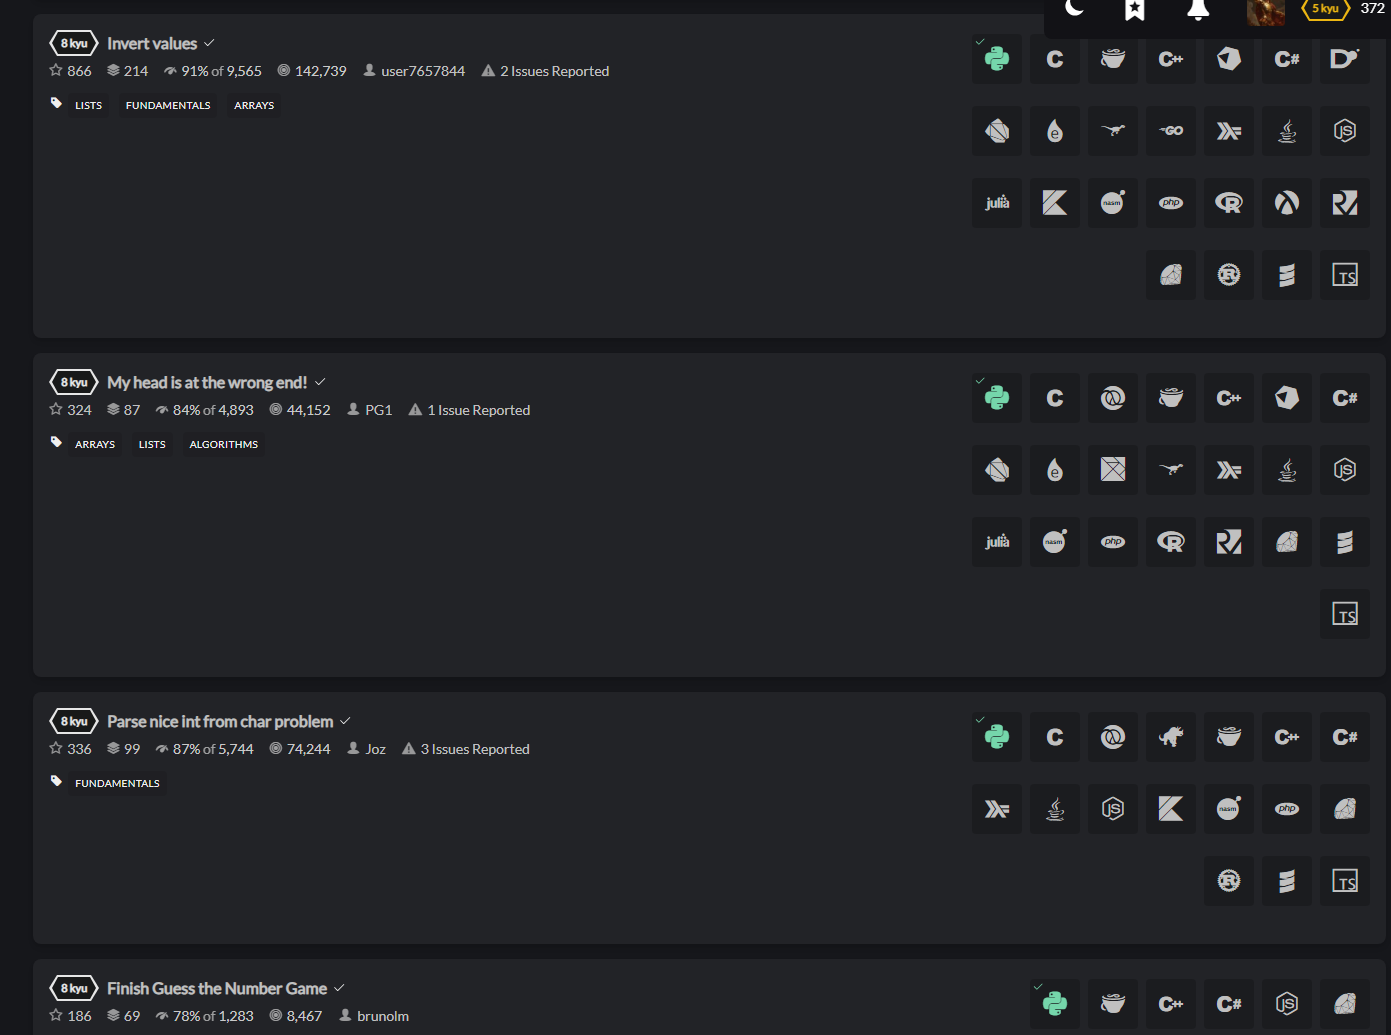 5 kyu 372
8 kyu Invert values
866 214 91% of 9,565 142,739 user7657844 2 Issues Reported
LISTS FUNDAMENTALS ARRAYS
C C++ C# D
e GO JS
julia nasm php R
R TS
8 kyu My head is at the wrong end!
324 87 84% of 4,893 44,152 PG1 1 Issue Reported
ARRAYS LISTS ALGORITHMS
C C++ C#
e JS
julia nasm php R
TS
8 kyu Parse nice int from char problem
336 99 87% of 5,744 74,244 Joz 3 Issues Reported
FUNDAMENTALS
C C++ C#
JS nasm php
R TS
8 kyu Finish Guess the Number Game
186 69 78% of 1,283 8,467 brunolm
C++ C# JS